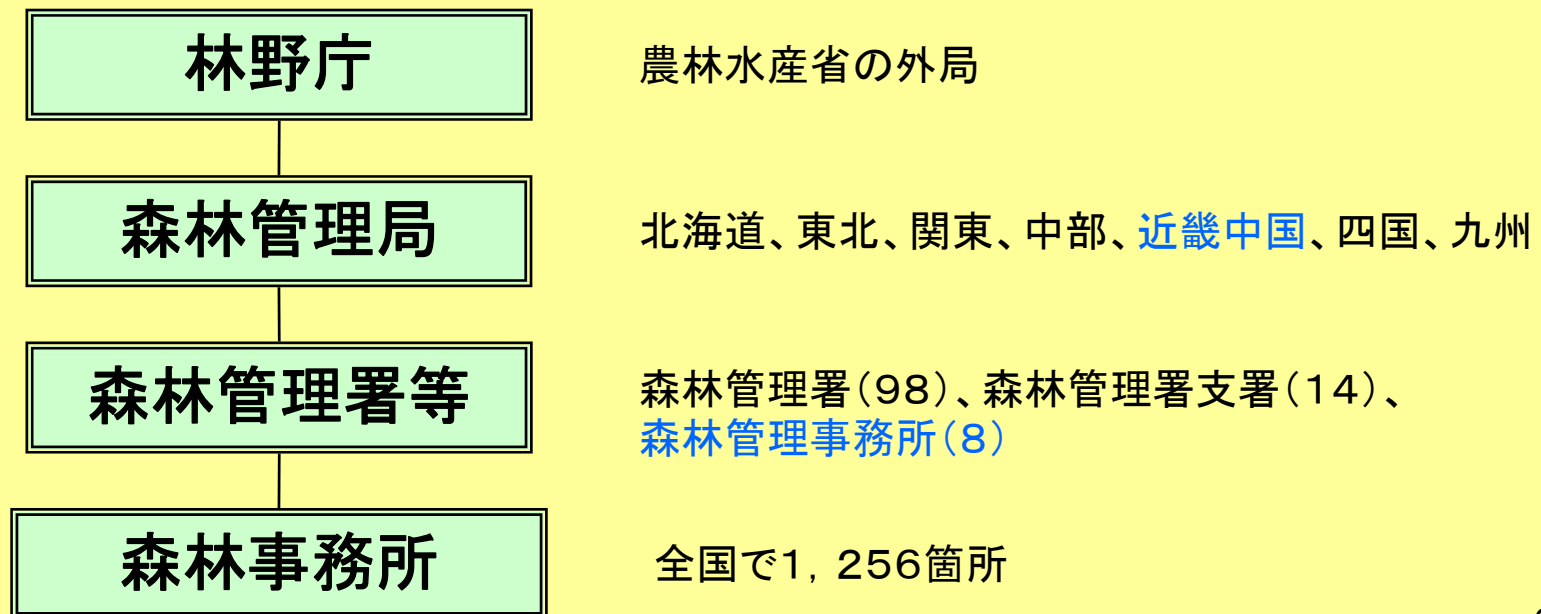 林野庁
農林水産省の外局
森林管理局
北海道、東北、関東、中部、近畿中国、四国、九州
森林管理署等
森林管理署(98)、森林管理署支署(14)、
森林管理事務所(8)
森林事務所
全国で1,256箇所